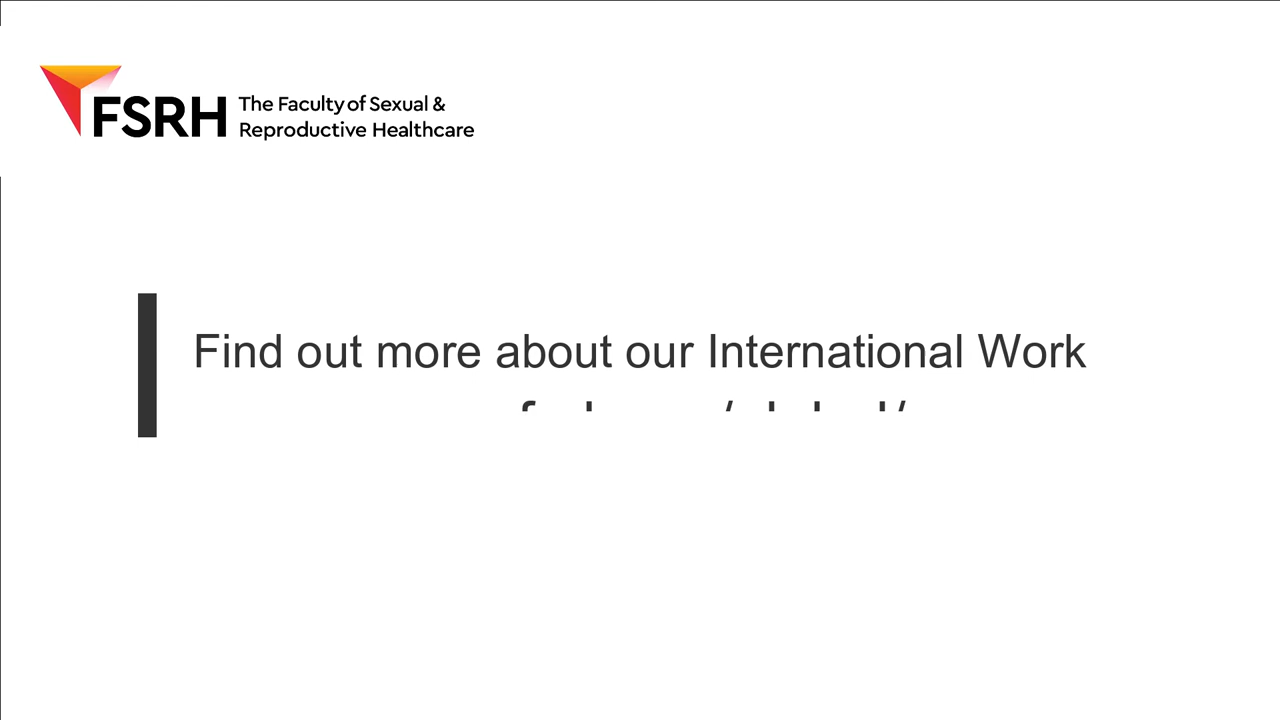 FSRH
The Faculty of Sexual &
Reproductive Healthcare
Find out more about our International Work